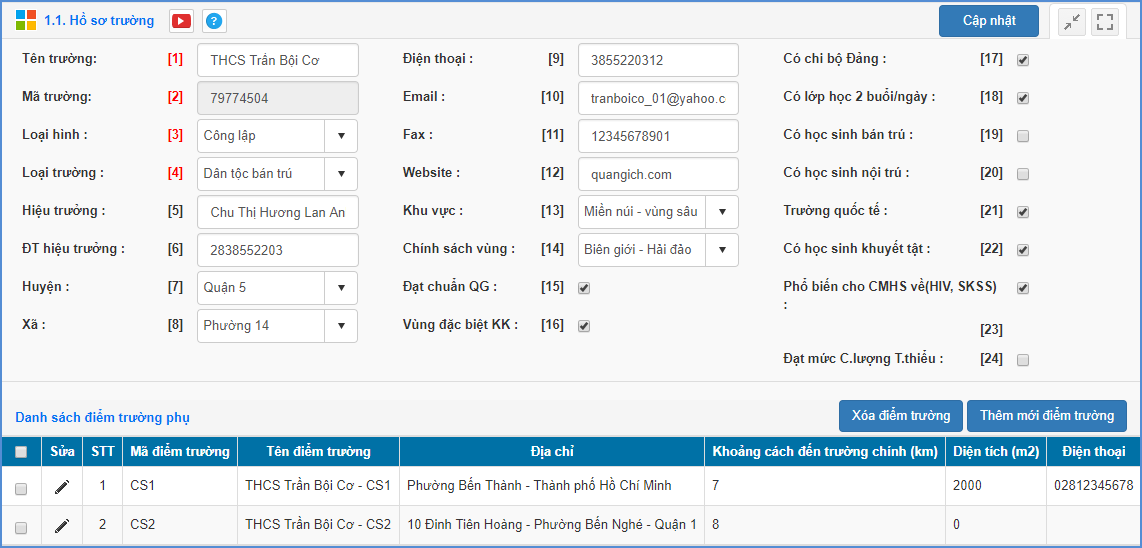 1.1. Hồ sơ trường
Cập nhật
Tên trường: [1] THCS Trần Bội Cơ
Điện thoại : [9] 3855220312
Có chi bộ Đảng : [17]
Mã trường: [2] 79774504
Email : [10] tranboico_01@yahoo.c
Có lớp học 2 buổi/ngày : [18]
Loại hình : [3] Công lập
Fax : [11] 12345678901
Có học sinh bán trú : [19]
Loại trường : [4] Dân tộc bán trú
Website : [12] quangich.com
Có học sinh nội trú : [20]
Hiệu trưởng : [5] Chu Thị Hương Lan An
Khu vực : [13] Miền núi - vùng sâu
Trường quốc tế : [21]
ĐT hiệu trưởng : [6] 2838552203
Chính sách vùng : [14] Biên giới - Hải đảo
Có học sinh khuyết tật : [22]
Huyện : [7] Quận 5
Đạt chuẩn QG : [15]
Phổ biến cho CMHS về(HIV, SKSS)
:
[23]
Xã : [8] Phường 14
Vùng đặc biệt KK : [16]
Đạt mức C.lượng T.thiểu : [24]
Danh sách điểm trường phụ
Xóa điểm trường
Thêm mới điểm trường
Sửa STT Mã điểm trường Tên điểm trường Địa chỉ Khoảng cách đến trường chính (km) Diện tích (m2) Điện thoại
1 CS1 THCS Trần Bội Cơ - CS1 Phường Bến Thành - Thành phố Hồ Chí Minh 7 2000 02812345678
2 CS2 THCS Trần Bội Cơ - CS2 10 Đinh Tiên Hoàng - Phường Bến Nghé - Quận 1 8 0